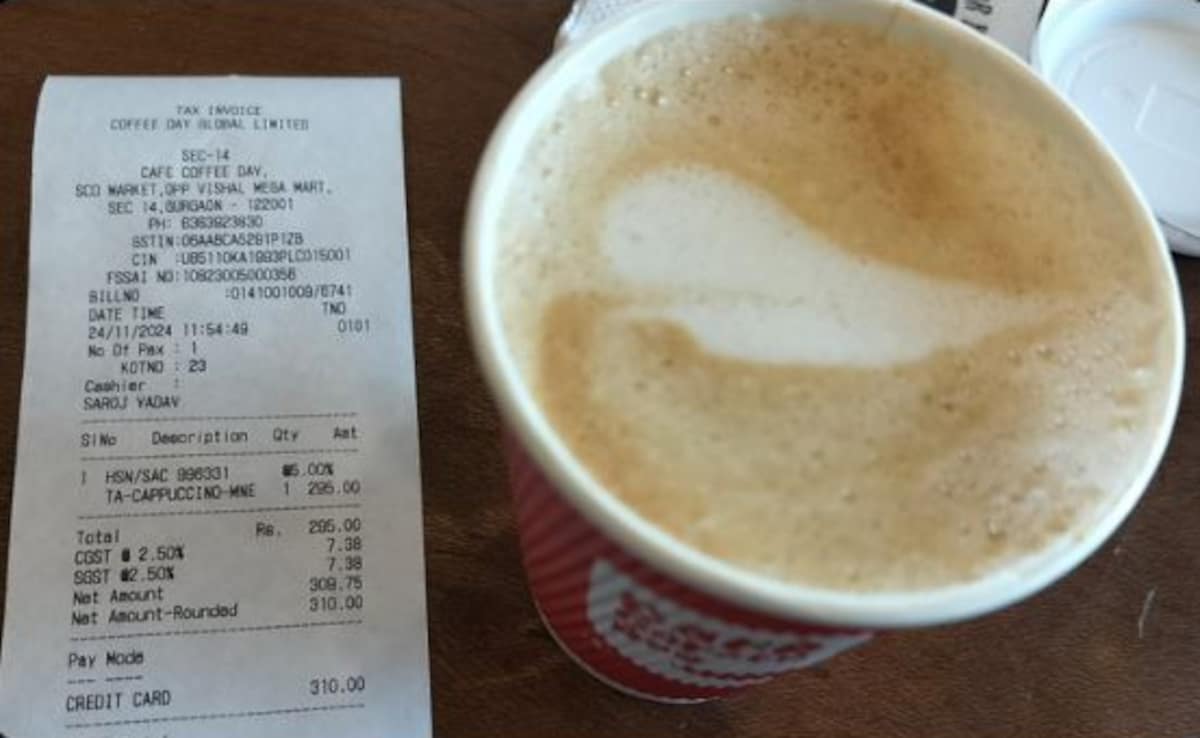 TAX INVOICE
COFFEE DAY GLOBAL LIMITED
SEC-14
CAFE COFFEE DAY,
SCO MARKET,OPP VISHAL MEGA MART,
SEC 14,GURGAON - 122001
PH: 6363923830
GSTIN:06AABCA5291P1ZB
CIN :U85110KA1993PLC015001
FSSAI NO:10823005000356
BILLNO :0141001009/6741
DATE TIME TNO
24/11/2024 11:54:49 0101
No Of Pax : 1
KOTNO : 23
Cashier :
SAROJ YADAV
SlNo Description Qty Amt
1 HSN/SAC 996331 @5.00%
TA-CAPPUCCINO-MNE 1 295.00
Total Rs. 295.00
CGST @ 2.50% 7.38
SGST @2.50% 7.38
Net Amount 309.75
Net Amount-Rounded 310.00
Pay Mode
CREDIT CARD 310.00